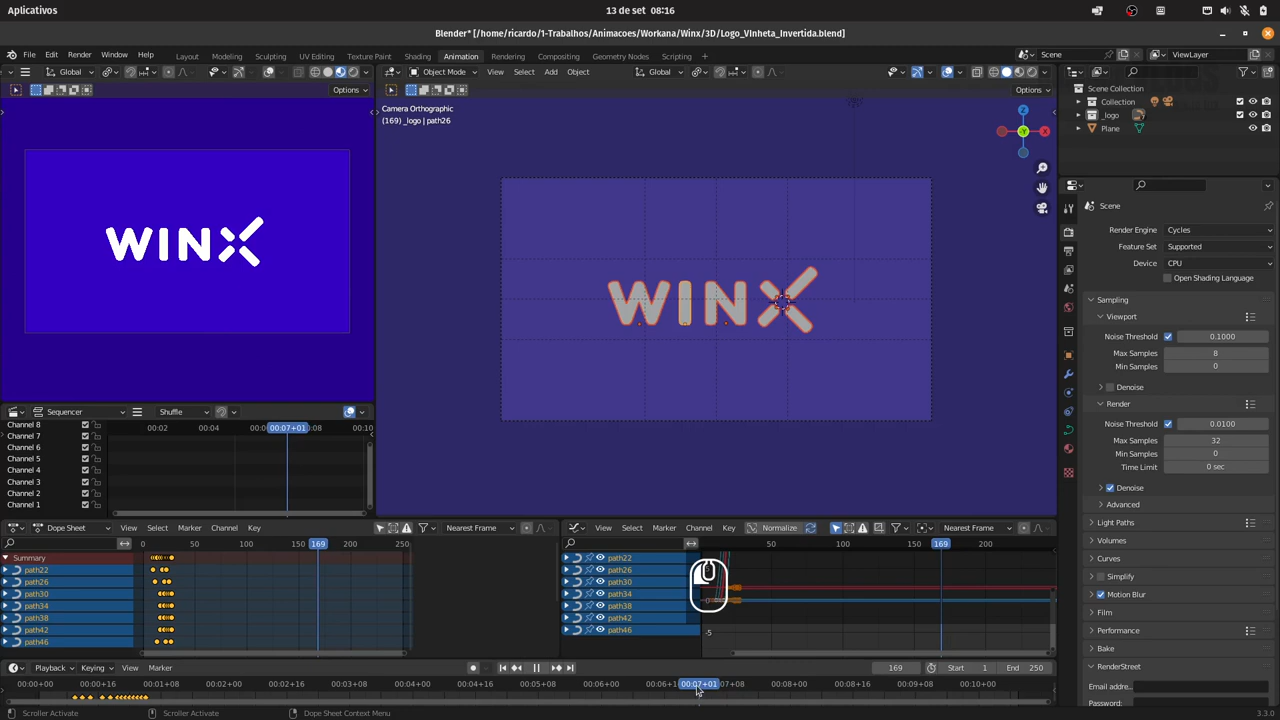 Aplicativos
13 de set 08:16
Blender* [/home/ricardo/1-Trabalhos/Animacoes/Workana/Winx/3D/Logo_VInheta_Invertida.blend]
File Edit Render Window Help Layout Modeling Sculpting UV Editing Texture Paint Shading Animation Rendering Compositing Geometry Nodes Scripting + Scene ViewLayer
Global Object Mode View Select Add Object Global
Options Options
Camera Orthographic
(169) _logo | path26
Scene Collection
Collection
_logo
Plane
X
Y
Z
WINX
WINX
Scene
Render Engine Cycles
Feature Set Supported
Device CPU
Open Shading Language
Sampling
Viewport
Noise Threshold 0.1000
Max Samples 8
Min Samples 0
Denoise
Render
Noise Threshold 0.0100
Max Samples 32
Min Samples 0
Time Limit 0 sec
Denoise
Advanced
Light Paths
Volumes
Curves
Simplify
Motion Blur
Film
Performance
Bake
RenderStreet
Email addre...
Password:
Sequencer Shuffle
00:02 00:04 00:07+01 :08 00:10
Channel 8
Channel 7
Channel 6
Channel 5
Channel 4
Channel 3
Channel 2
Channel 1
Dope Sheet View Select Marker Channel Key Nearest Frame
0 50 100 150 169 200 250
Summary
path22
path26
path30
path34
path38
path42
path46
View Select Marker Channel Key Normalize Nearest Frame
50 100 169 200
path22
path26
path30
path34
path38
path42
path46
0
-5
Playback Keying View Marker 169 Start 1 End 250
00:00+00 00:00+16 00:01+08 00:02+00 00:02+16 00:03+08 00:04+00 00:04+16 00:05+08 00:06+00 00:06+1 00:07+01 07+08 00:08+00 00:08+16 00:09+08 00:10+00
Scroller Activate Scroller Activate Dope Sheet Context Menu 3.3.0